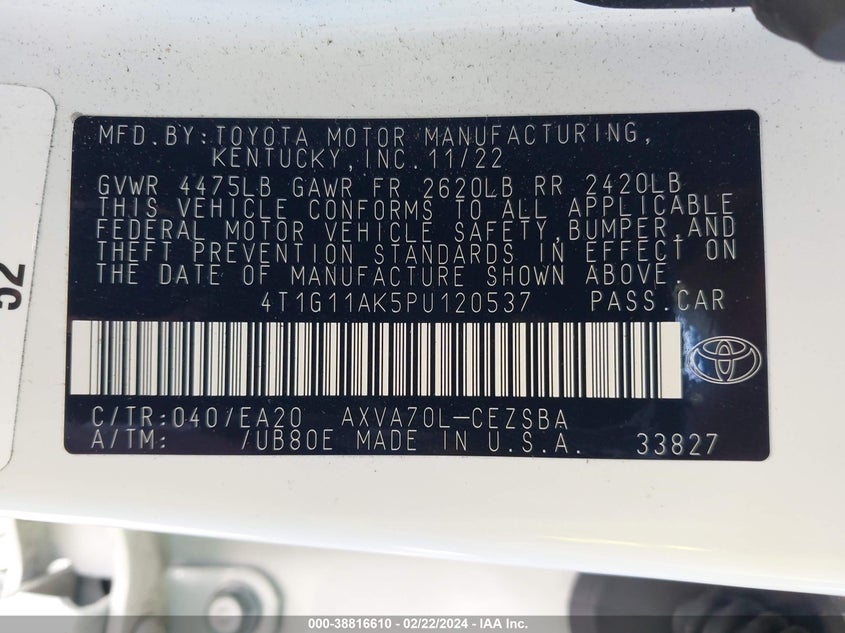 MFD. BY: TOYOTA MOTOR MANUFACTURING,
KENTUCKY, INC. 11/22
GVWR 4475LB GAWR FR 2620LB RR 2420LB
THIS VEHICLE CONFORMS TO ALL APPLICABLE
FEDERAL MOTOR VEHICLE SAFETY, BUMPER, AND
THEFT PREVENTION STANDARDS IN EFFECT ON
THE DATE OF MANUFACTURE SHOWN ABOVE.
4T1G11AK5PU120537 PASS. CAR
C/TR: 040/EA20 AXVA70L-CEZSBA
A/TM: /UB80E MADE IN U.S.A. 33827
52
000-38816610 - 02/22/2024 - IAA Inc.